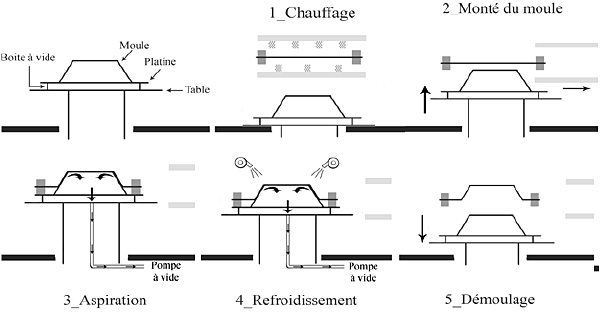 1_Chauffage
2_Monté du moule
Moule
Boite à vide
Platine
Table
Pompe
à vide
Pompe
à vide
3_Aspiration
4_Refroidissement
5_Démoulage